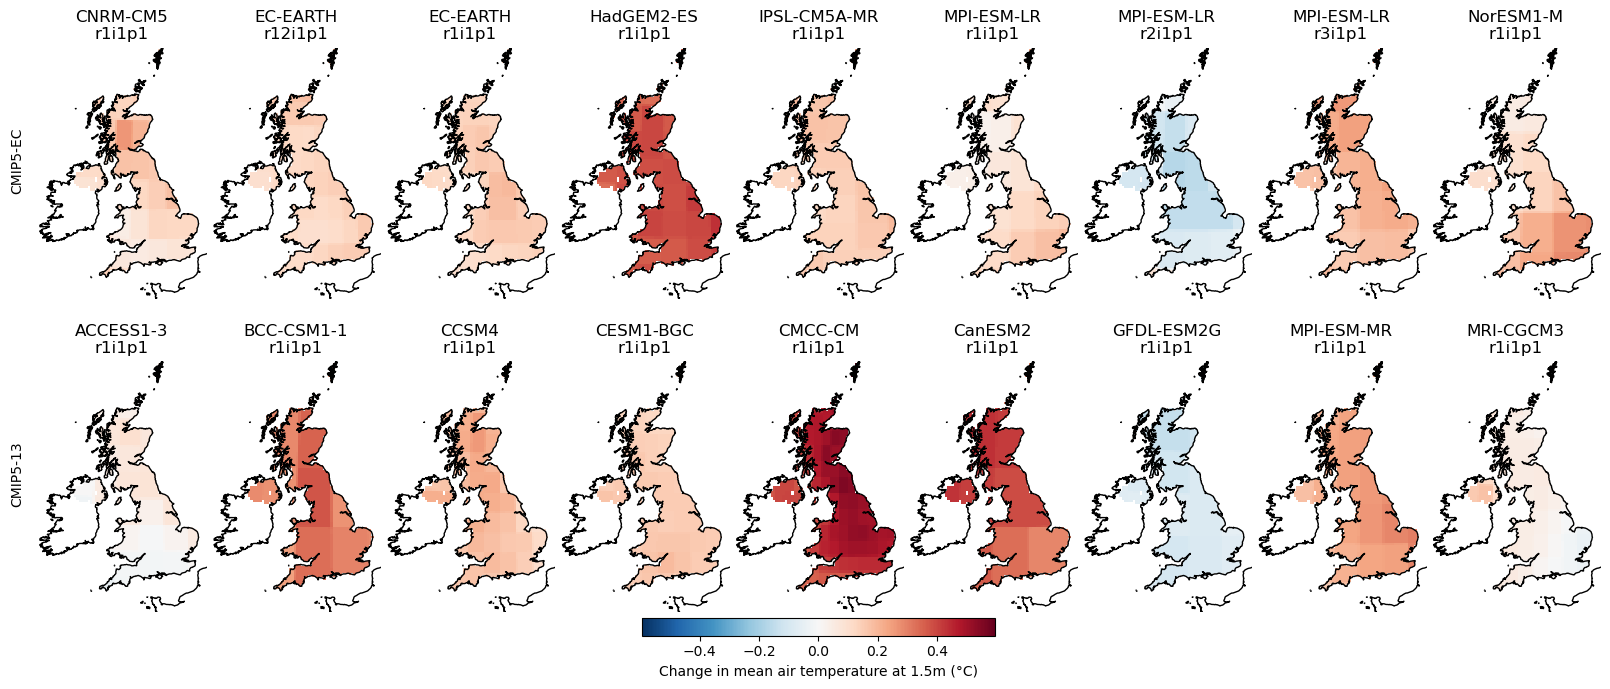 CNRM-CM5 EC-EARTH EC-EARTH HadGEM2-ES IPSL-CM5A-MR MPI-ESM-LR MPI-ESM-LR MPI-ESM-LR NorESM1-M
r1i1p1 r12i1p1 r1i1p1 r1i1p1 r1i1p1 r1i1p1 r2i1p1 r3i1p1 r1i1p1
CMIP5-EC
ACCESS1-3 BCC-CSM1-1 CCSM4 CESM1-BGC CMCC-CM CanESM2 GFDL-ESM2G MPI-ESM-MR MRI-CGCM3
r1i1p1 r1i1p1 r1i1p1 r1i1p1 r1i1p1 r1i1p1 r1i1p1 r1i1p1 r1i1p1
CMIP5-13
−0.4 −0.2 0.0 0.2 0.4
Change in mean air temperature at 1.5m (°C)